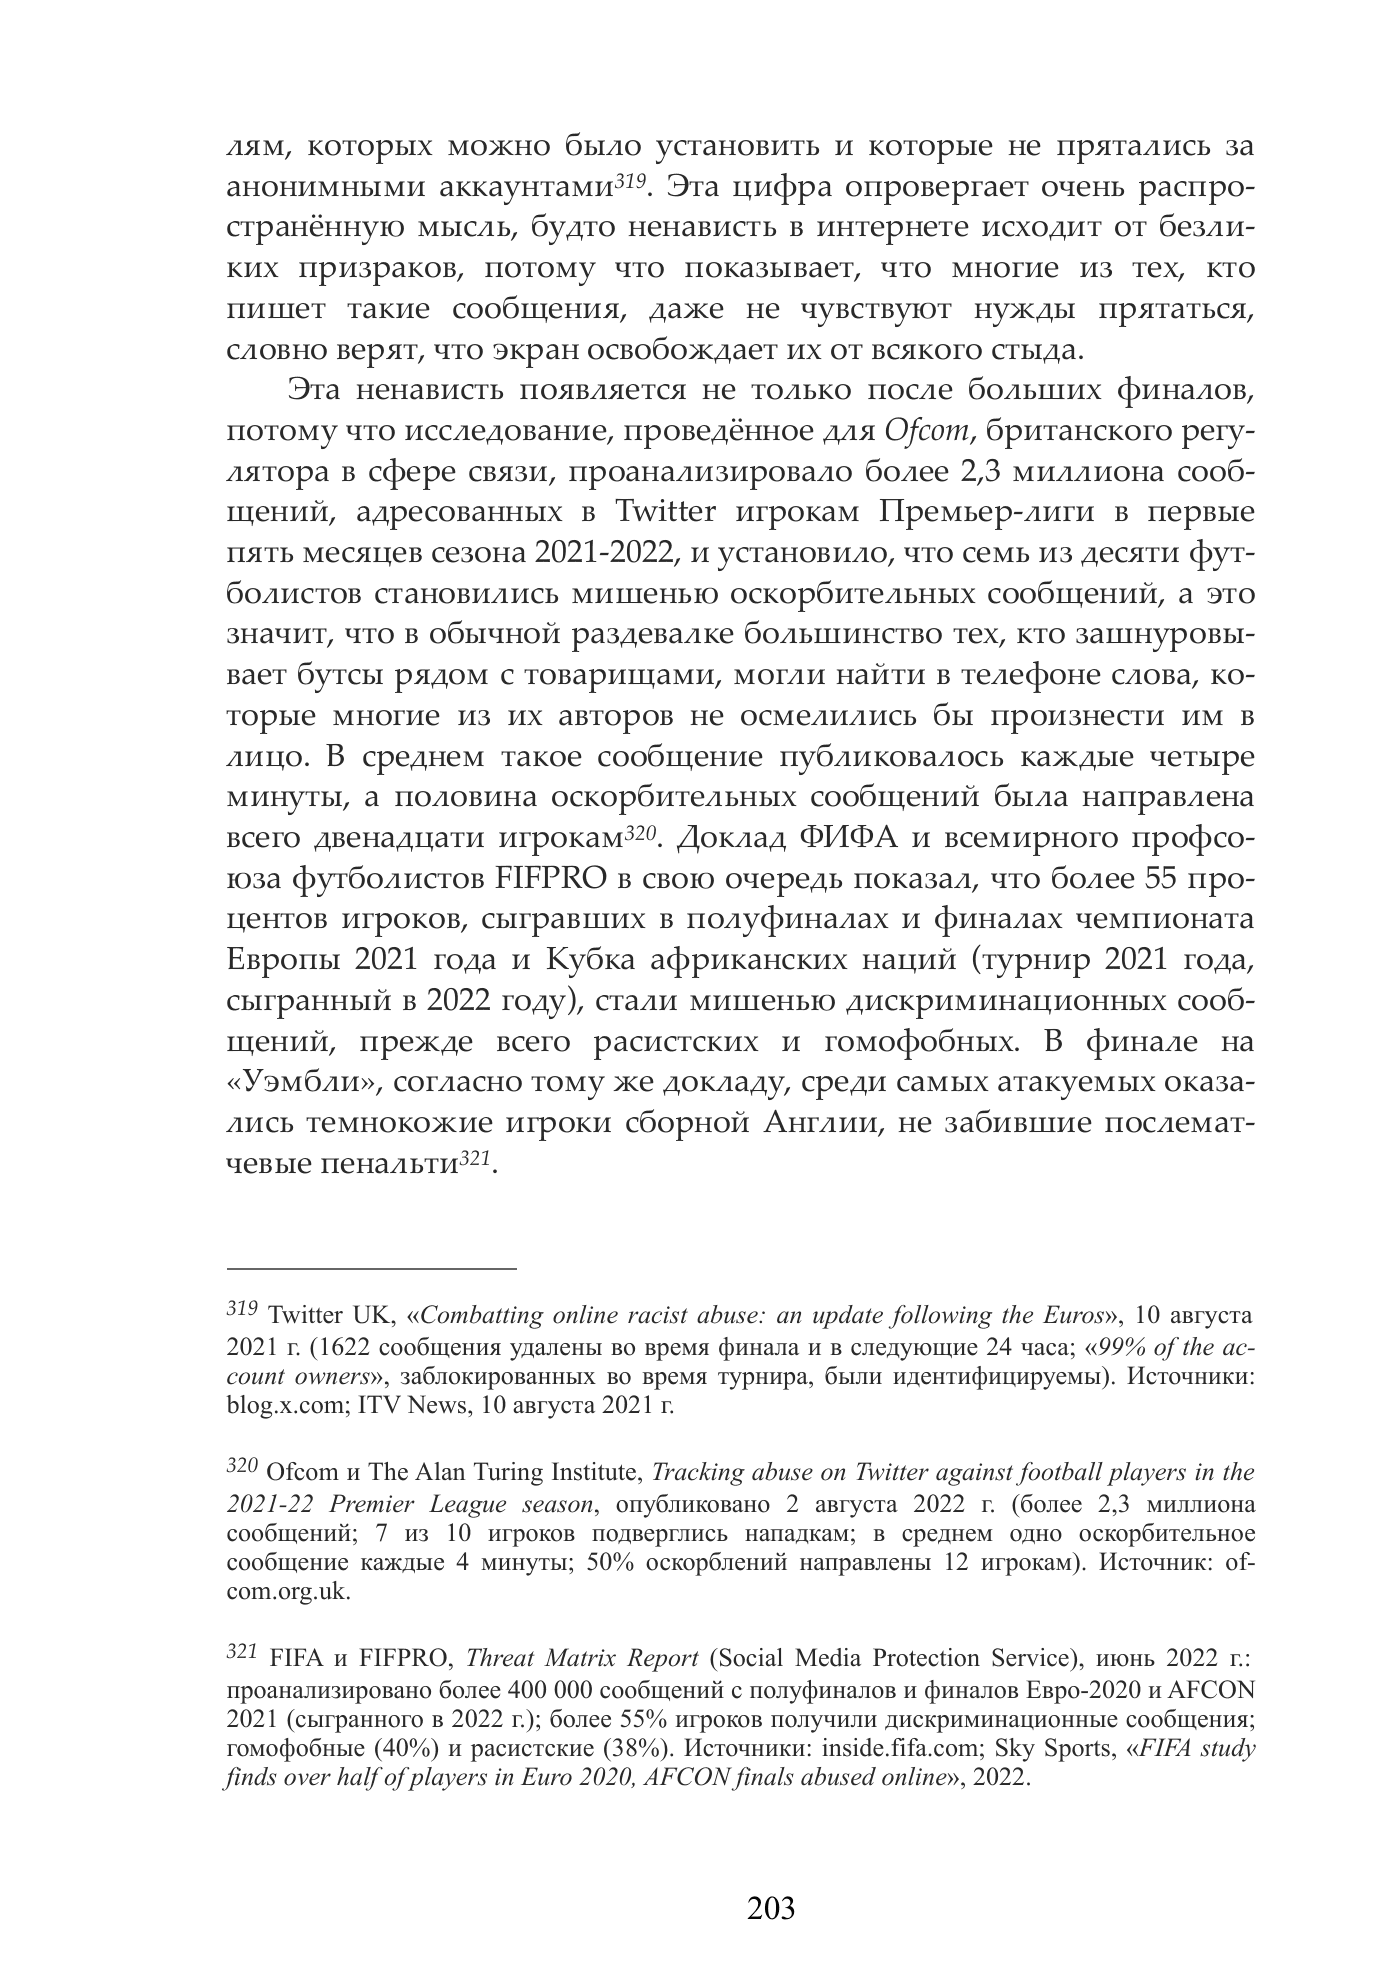 лям, которых можно было установить и которые не прятались за
анонимными аккаунтами319. Эта цифра опровергает очень распро-
странённую мысль, будто ненависть в интернете исходит от безли-
ких призраков, потому что показывает, что многие из тех, кто
пишет такие сообщения, даже не чувствуют нужды прятаться,
словно верят, что экран освобождает их от всякого стыда.
Эта ненависть появляется не только после больших финалов,
потому что исследование, проведённое для Ofcom, британского регу-
лятора в сфере связи, проанализировало более 2,3 миллиона сооб-
щений, адресованных в Twitter игрокам Премьер-лиги в первые
пять месяцев сезона 2021-2022, и установило, что семь из десяти фут-
болистов становились мишенью оскорбительных сообщений, а это
значит, что в обычной раздевалке большинство тех, кто зашнуровы-
вает бутсы рядом с товарищами, могли найти в телефоне слова, ко-
торые многие из их авторов не осмелились бы произнести им в
лицо. В среднем такое сообщение публиковалось каждые четыре
минуты, а половина оскорбительных сообщений была направлена
всего двенадцати игрокам320. Доклад ФИФА и всемирного профсо-
юза футболистов FIFPRO в свою очередь показал, что более 55 про-
центов игроков, сыгравших в полуфиналах и финалах чемпионата
Европы 2021 года и Кубка африканских наций (турнир 2021 года,
сыгранный в 2022 году), стали мишенью дискриминационных сооб-
щений, прежде всего расистских и гомофобных. В финале на
«Уэмбли», согласно тому же докладу, среди самых атакуемых оказа-
лись темнокожие игроки сборной Англии, не забившие послемат-
чевые пенальти321.
319 Twitter UK, «Combatting online racist abuse: an update following the Euros», 10 августа
2021 г. (1622 сообщения удалены во время финала и в следующие 24 часа; «99% of the ac-
count owners», заблокированных во время турнира, были идентифицируемы). Источники:
blog.x.com; ITV News, 10 августа 2021 г.
320 Ofcom и The Alan Turing Institute, Tracking abuse on Twitter against football players in the
2021-22 Premier League season, опубликовано 2 августа 2022 г. (более 2,3 миллиона
сообщений; 7 из 10 игроков подверглись нападкам; в среднем одно оскорбительное
сообщение каждые 4 минуты; 50% оскорблений направлены 12 игрокам). Источник: of-
com.org.uk.
321 FIFA и FIFPRO, Threat Matrix Report (Social Media Protection Service), июнь 2022 г.:
проанализировано более 400 000 сообщений с полуфиналов и финалов Евро-2020 и AFCON
2021 (сыгранного в 2022 г.); более 55% игроков получили дискриминационные сообщения;
гомофобные (40%) и расистские (38%). Источники: inside.fifa.com; Sky Sports, «FIFA study
finds over half of players in Euro 2020, AFCON finals abused online», 2022.
203